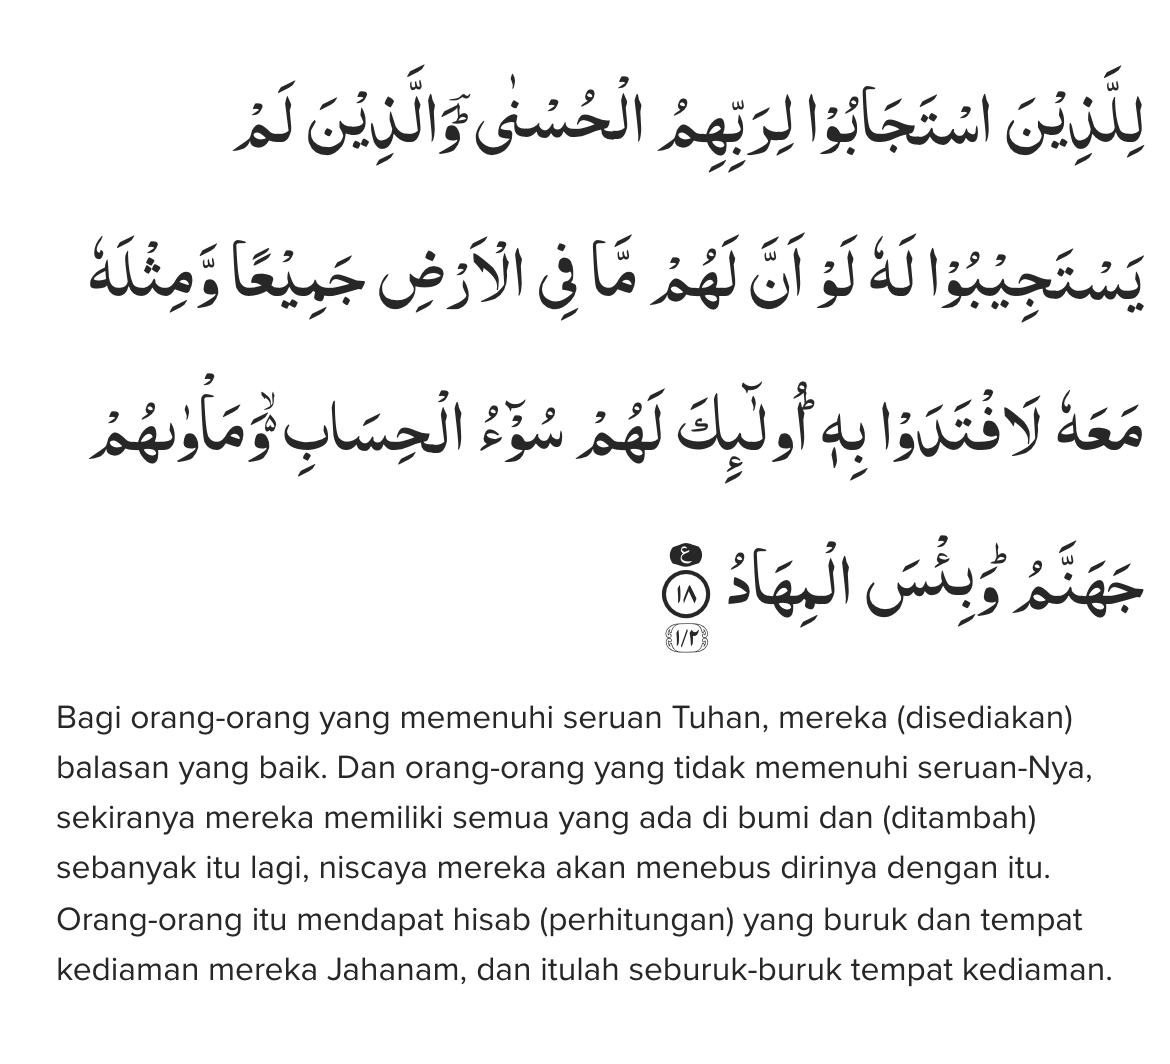 لِلَّذِيْنَ اسْتَجَابُوْا لِرَبِّهِمُ الْحُسْنٰىۗ وَالَّذِيْنَ لَمْ
يَسْتَجِيْبُوْا لَهٗ لَوْ اَنَّ لَهُمْ مَّا فِى الْاَرْضِ جَمِيْعًا وَّمِثْلَهٗ
مَعَهٗ لَافْتَدَوْا بِهٖ ۗ اُولٰۤىِٕكَ لَهُمْ سُوْۤءُ الْحِسَابِ ەۙ وَمَأْوٰىهُمْ
جَهَنَّمُ ۗوَبِئْسَ الْمِهَادُ
ع
١٨
١/٢
Bagi orang-orang yang memenuhi seruan Tuhan, mereka (disediakan)
balasan yang baik. Dan orang-orang yang tidak memenuhi seruan-Nya,
sekiranya mereka memiliki semua yang ada di bumi dan (ditambah)
sebanyak itu lagi, niscaya mereka akan menebus dirinya dengan itu.
Orang-orang itu mendapat hisab (perhitungan) yang buruk dan tempat
kediaman mereka Jahanam, dan itulah seburuk-buruk tempat kediaman.